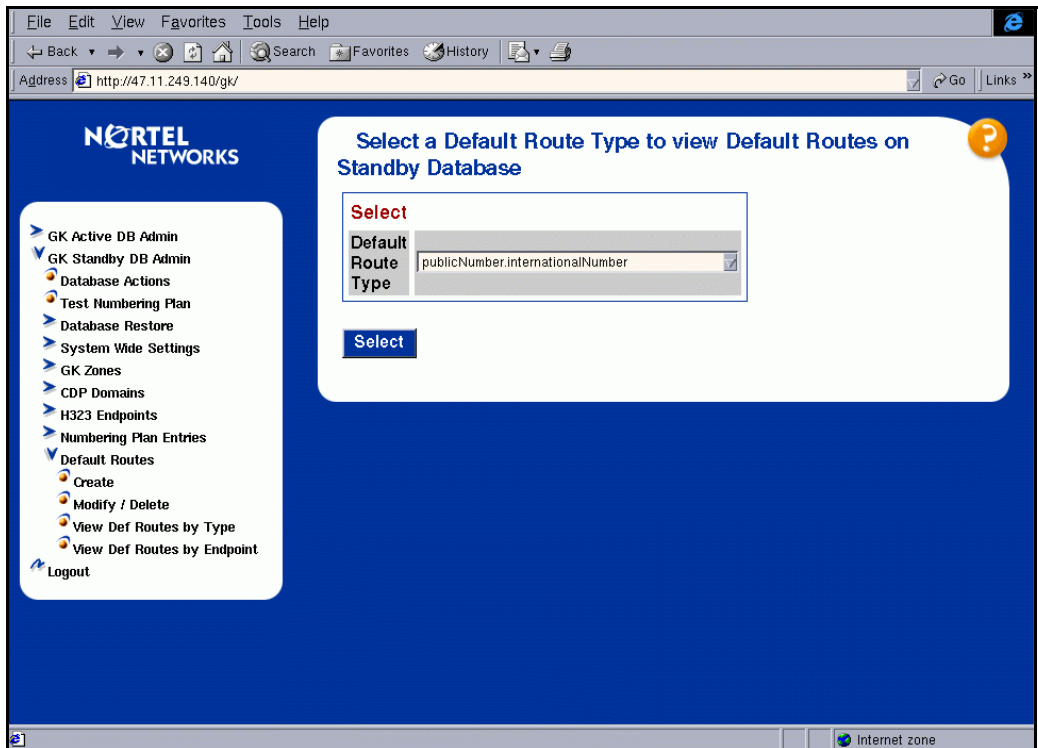 File Edit View Favorites Tools Help
Back Search Favorites History
Address http://47.11.249.140/gk/ Go Links »
NORTEL
NETWORKS
GK Active DB Admin
GK Standby DB Admin
Database Actions
Test Numbering Plan
Database Restore
System Wide Settings
GK Zones
CDP Domains
H323 Endpoints
Numbering Plan Entries
Default Routes
Create
Modify / Delete
View Def Routes by Type
View Def Routes by Endpoint
Logout
Select a Default Route Type to view Default Routes on
Standby Database
?
Select
Default
Route
Type
publicNumber.internationalNumber
Select
Internet zone